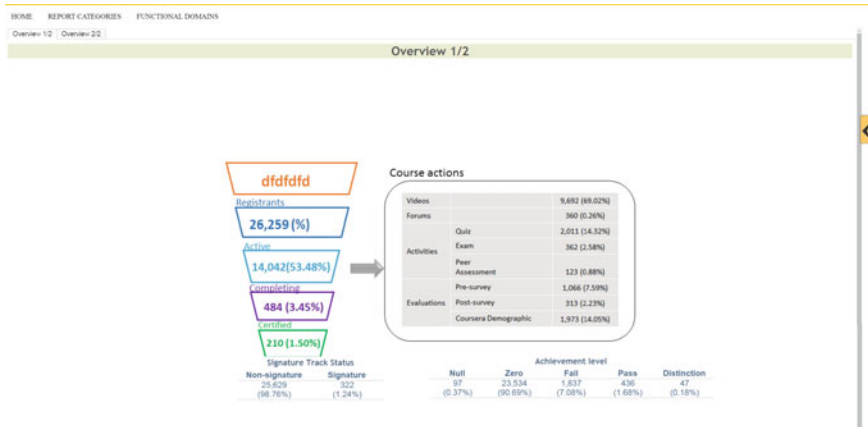 HOME REPORT CATEGORIES FUNCTIONAL DOMAINS
Overview 1/2 Overview 2/2
Overview 1/2
dfdfdfd
Registrants
26,259 (%)
Active
14,042(53.48%)
Completing
484 (3.45%)
Certified
210 (1.50%)
Course actions
Videos 9,692 (69.02%)
Forums 360 (0.26%)
Activities
Quiz 2,011 (14.32%)
Exam 362 (2.58%)
Peer
Assessment 123 (0.88%)
Evaluations
Pre-survey 1,066 (7.59%)
Post-survey 313 (2.23%)
Coursera Demographic 1,973 (14.05%)
Signature Track Status
Non-signature Signature
25,629 322
(98.76%) (1.24%)
Achievement level
Null Zero Fail Pass Distinction
97 23,534 1,837 436 47
(0.37%) (90.69%) (7.08%) (1.68%) (0.18%)